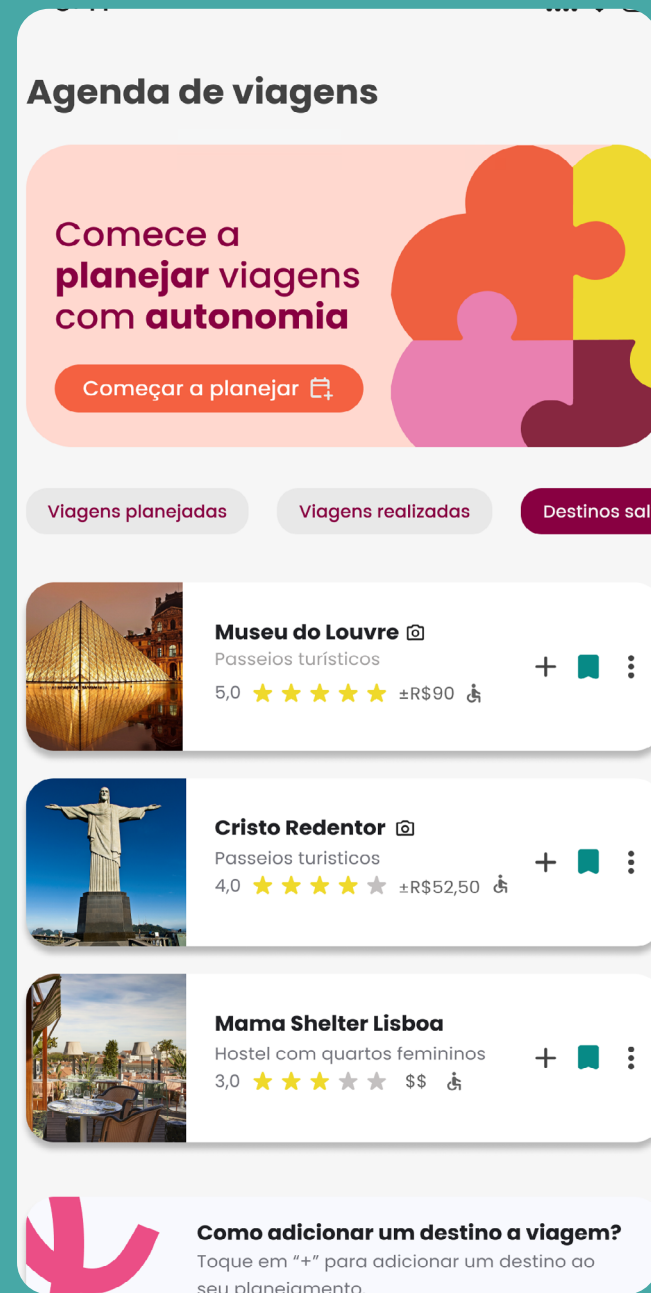 Agenda de viagens
Comece a
planejar viagens
com autonomia
Começar a planejar
Viagens planejadas
Viagens realizadas
Destinos sal
Museu do Louvre
Passeios turísticos
5,0
±R$90
Cristo Redentor
Passeios turisticos
4,0
±R$52,50
Mama Shelter Lisboa
Hostel com quartos femininos
3,0
$$
Como adicionar um destino a viagem?
Toque em “+” para adicionar um destino ao
seu planejamento